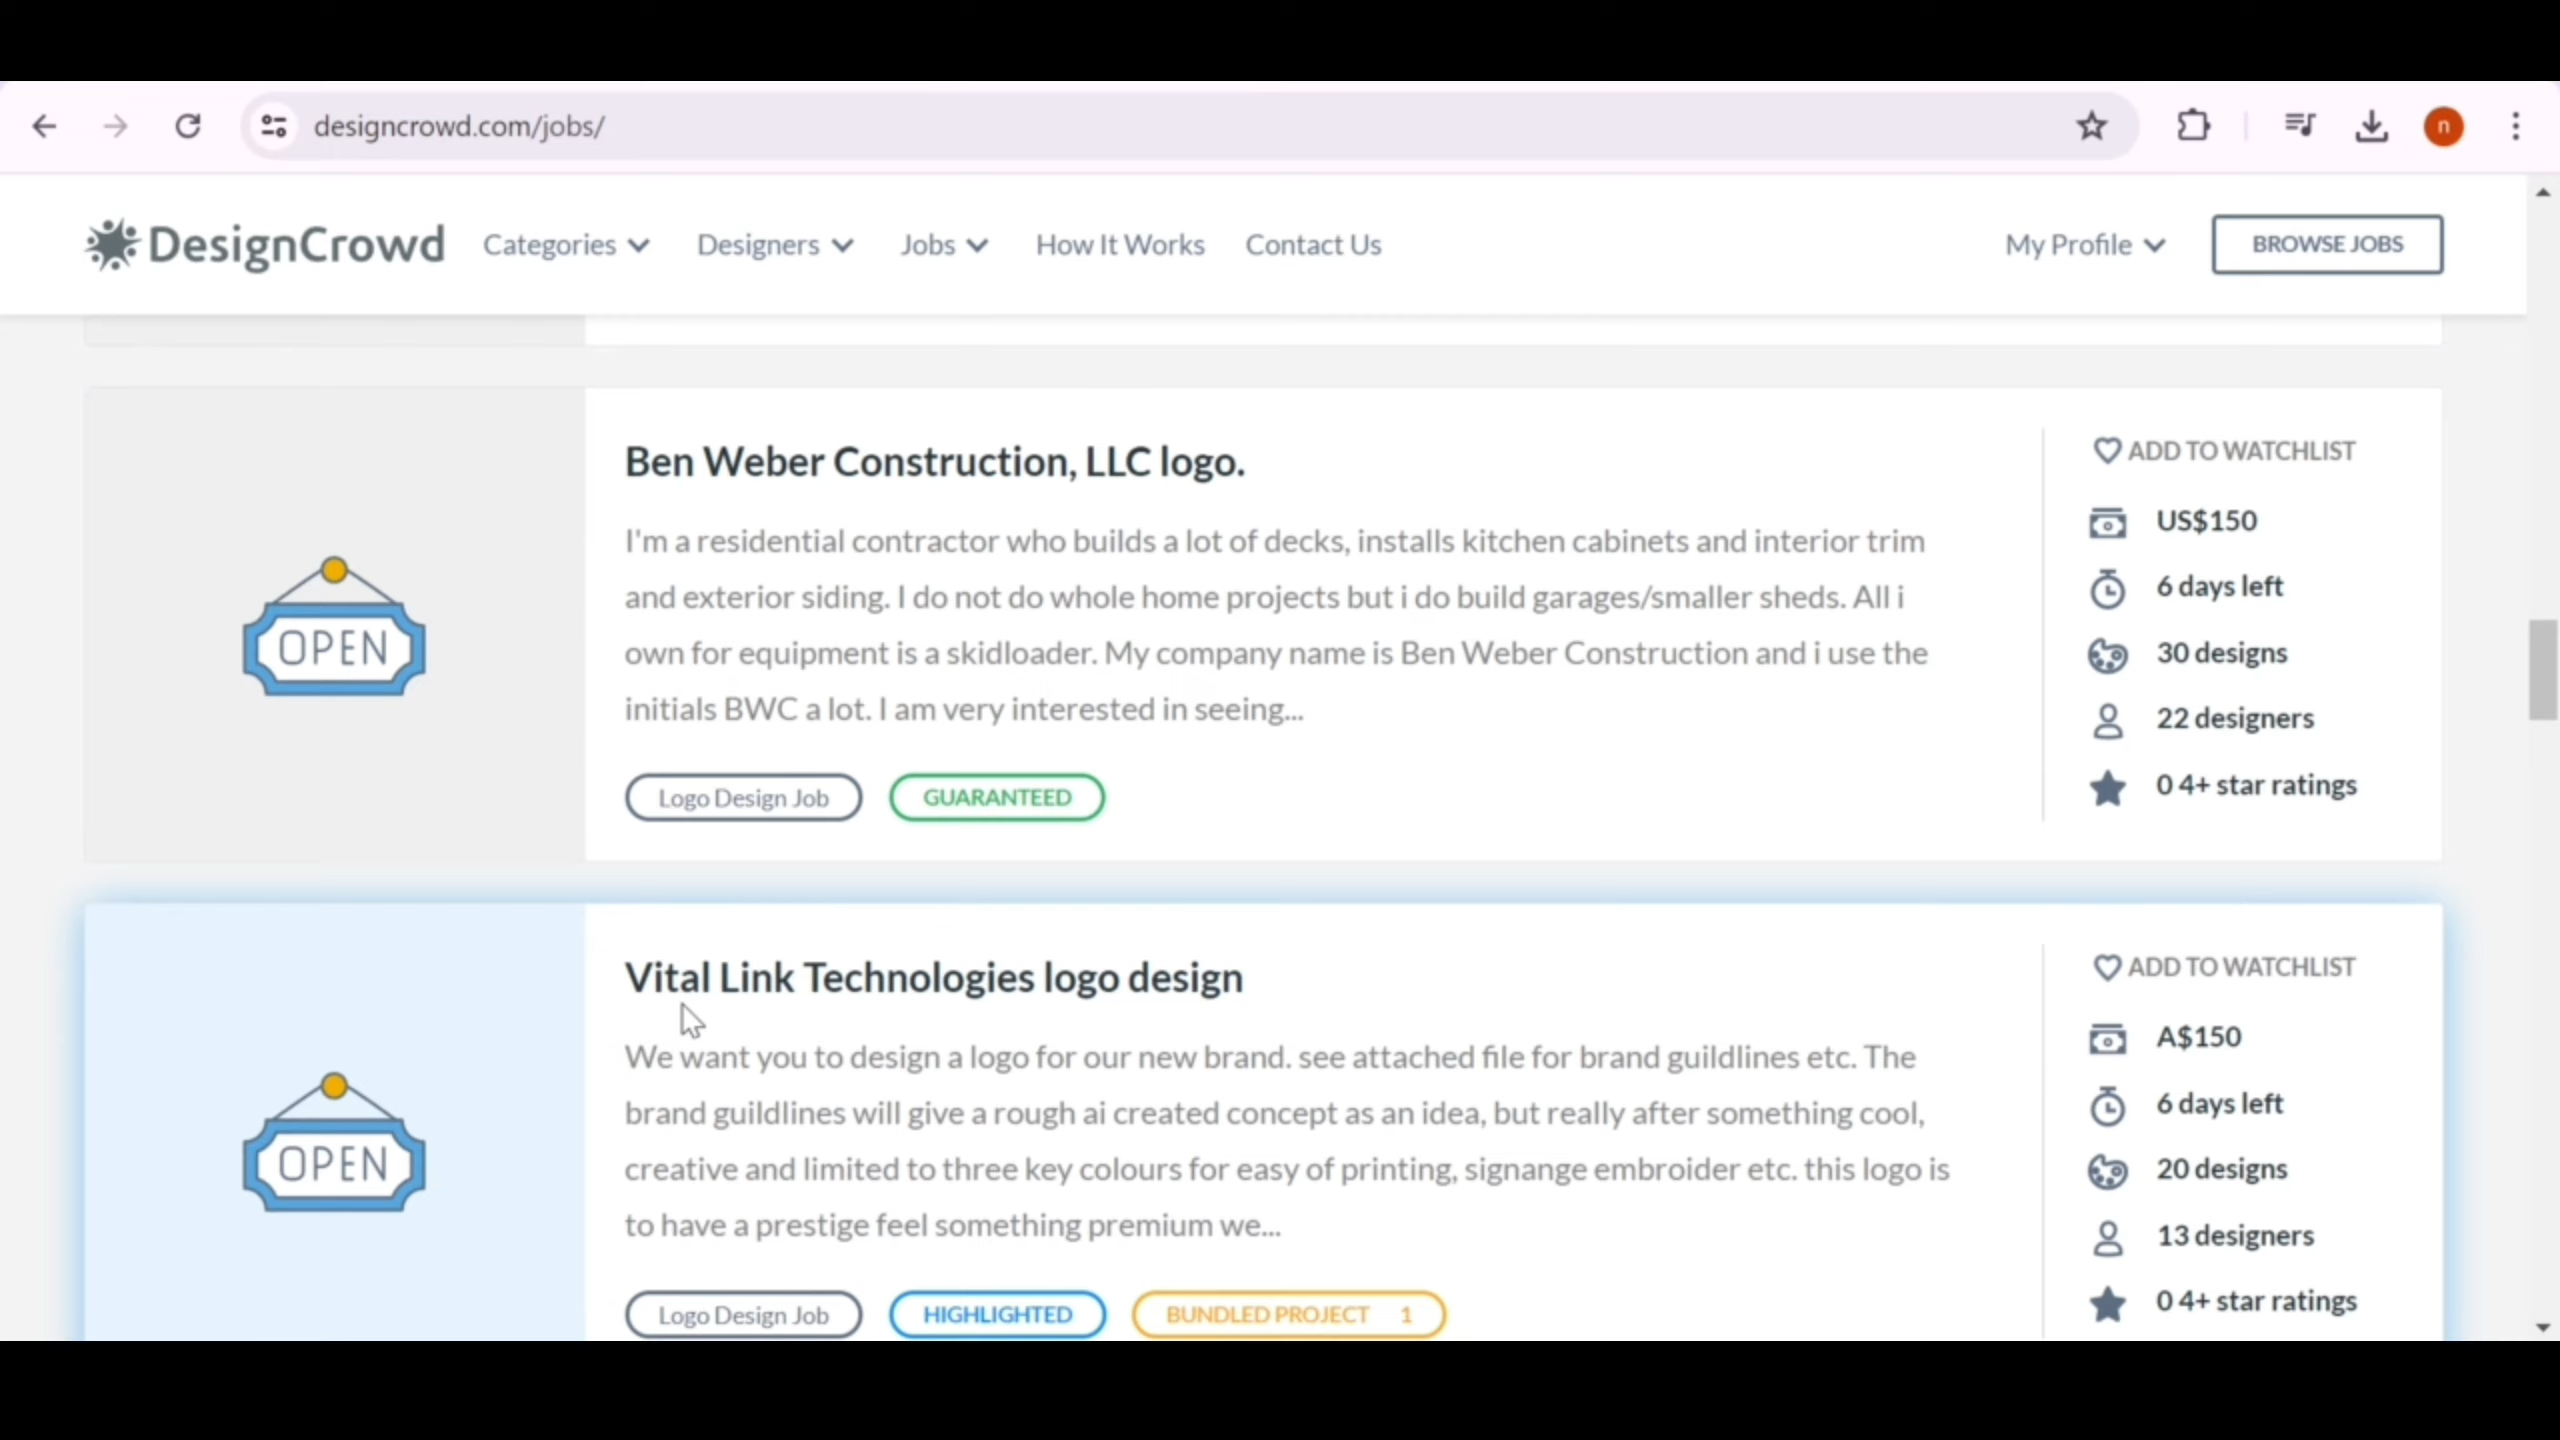 designcrowd.com/jobs/
n
DesignCrowd
Categories
Designers
Jobs
How It Works
Contact Us
My Profile
BROWSE JOBS
OPEN
Ben Weber Construction, LLC logo.
I'm a residential contractor who builds a lot of decks, installs kitchen cabinets and interior trim
and exterior siding. I do not do whole home projects but i do build garages/smaller sheds. All i
own for equipment is a skidloader. My company name is Ben Weber Construction and i use the
initials BWC a lot. I am very interested in seeing...
Logo Design Job
GUARANTEED
ADD TO WATCHLIST
US$150
6 days left
30 designs
22 designers
0 4+ star ratings
OPEN
Vital Link Technologies logo design
We want you to design a logo for our new brand. see attached file for brand guildlines etc. The
brand guildlines will give a rough ai created concept as an idea, but really after something cool,
creative and limited to three key colours for easy of printing, signange embroider etc. this logo is
to have a prestige feel something premium we...
Logo Design Job
HIGHLIGHTED
BUNDLED PROJECT 1
ADD TO WATCHLIST
A$150
6 days left
20 designs
13 designers
0 4+ star ratings